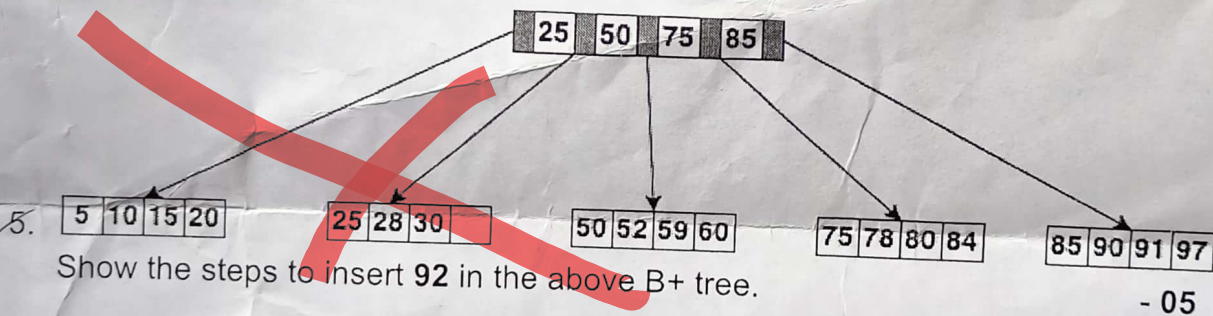 25 50 75 85
5. 5 10 15 20 25 28 30 50 52 59 60 75 78 80 84 85 90 91 97
Show the steps to insert 92 in the above B+ tree.
- 05